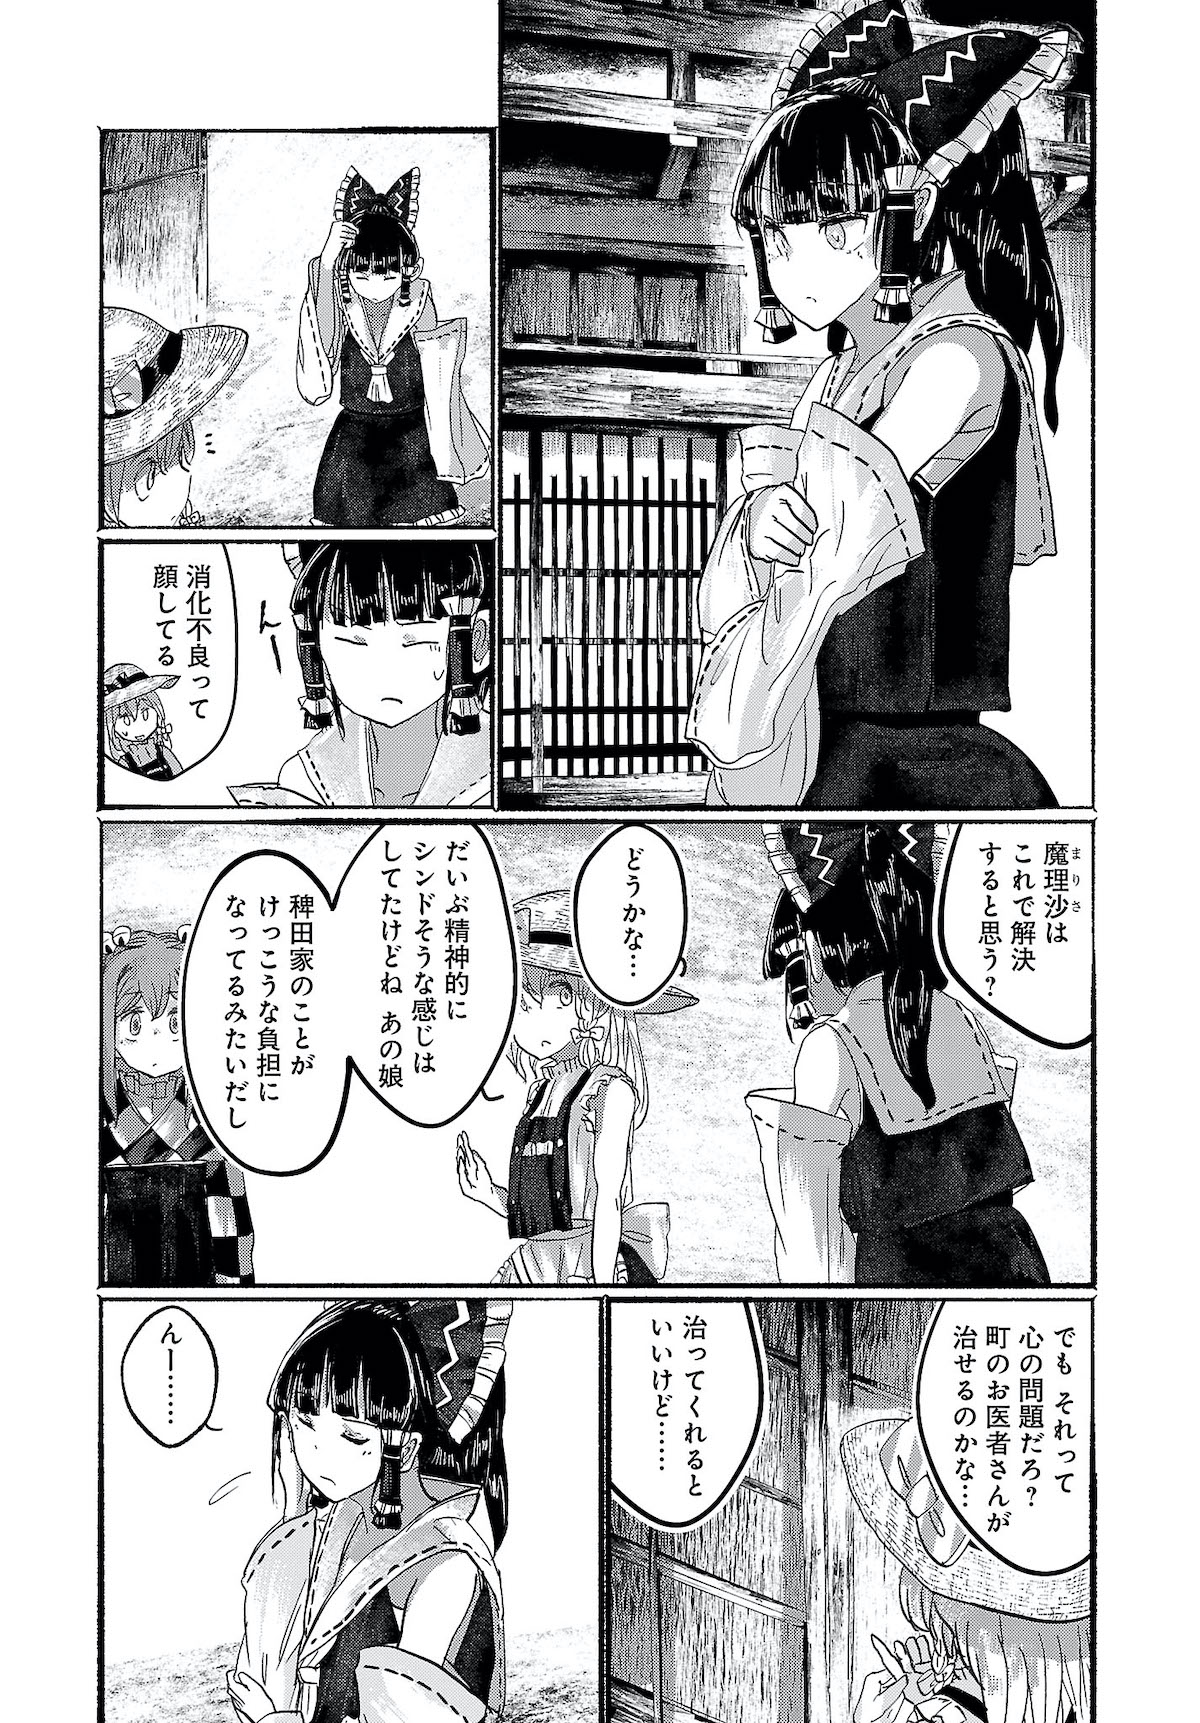 んー
消化不良って
顔してる
魔理沙は
まりさ
これで解決
すると思う?
どうかな…
だいぶ精神的に
シンドそうな感じは
してたけどね あの娘
稗田家のことが
けっこうな負担に
なってるみたいだし
でも それって
心の問題だろ?
町のお医者さんが
治せるのかな…
治ってくれると
いいけど……
んー………